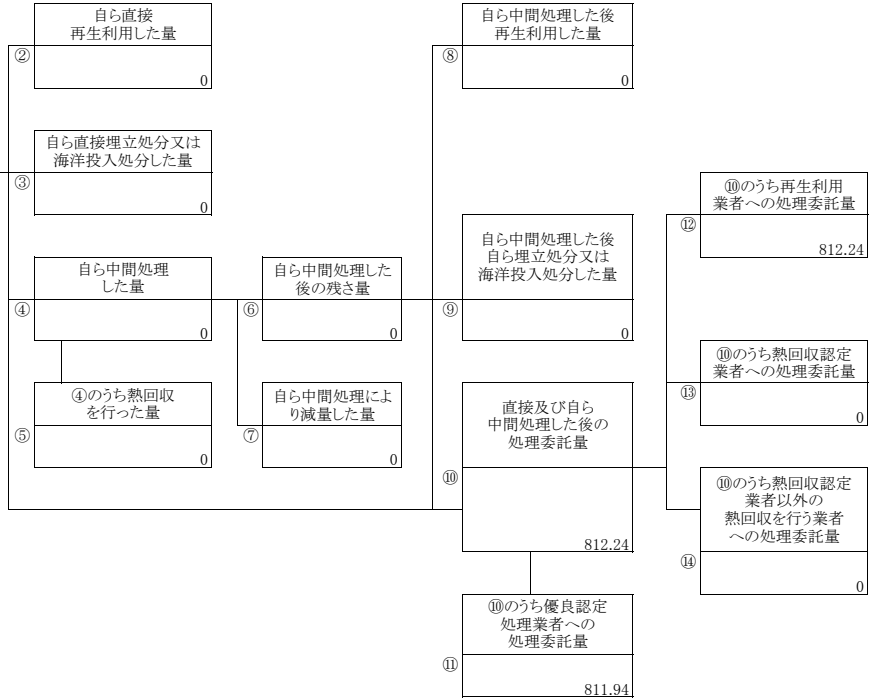 自ら直接
再生利用した量
②
0
自ら直接埋立処分又は
海洋投入処分した量
③
0
自ら中間処理
した量
④
0
④のうち熱回収
を行った量
⑤
0
自ら中間処理した
後の残さ量
⑥
0
自ら中間処理によ
り減量した量
⑦
0
自ら中間処理した後
再生利用した量
⑧
0
自ら中間処理した後
自ら埋立処分又は
海洋投入処分した量
⑨
0
直接及び自ら
中間処理した後の
処理委託量
⑩
812.24
⑩のうち優良認定
処理業者への
処理委託量
⑪
811.94
⑩のうち再生利用
業者への処理委託量
⑫
812.24
⑩のうち熱回収認定
業者への処理委託量
⑬
0
⑩のうち熱回収認定
業者以外の
熱回収を行う業者
への処理委託量
⑭
0